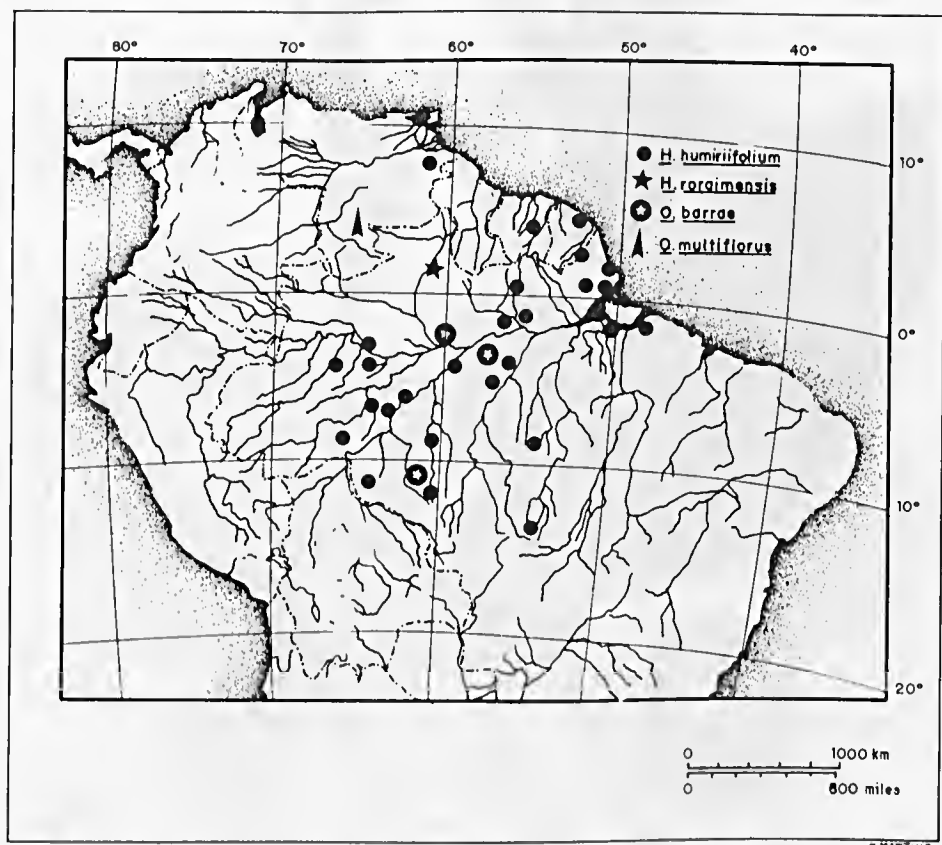 80° 70° 60° 50° 40°
H. humiriifolium
H. roraimensis
O. barrae
O. multiflorus
10°
0°
10°
20°
0 1000 km
0 600 miles